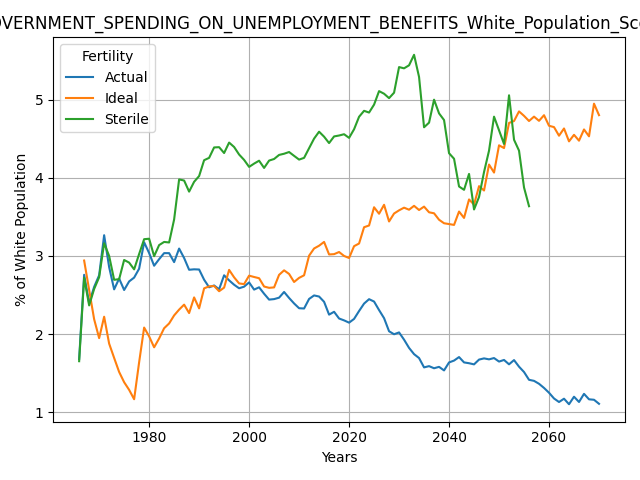 OVERNMENT_SPENDING_ON_UNEMPLOYMENT_BENEFITS_White_Population_Sc
Fertility
Actual
Ideal
Sterile
% of White Population
5
4
3
2
1
1980 2000 2020 2040 2060
Years